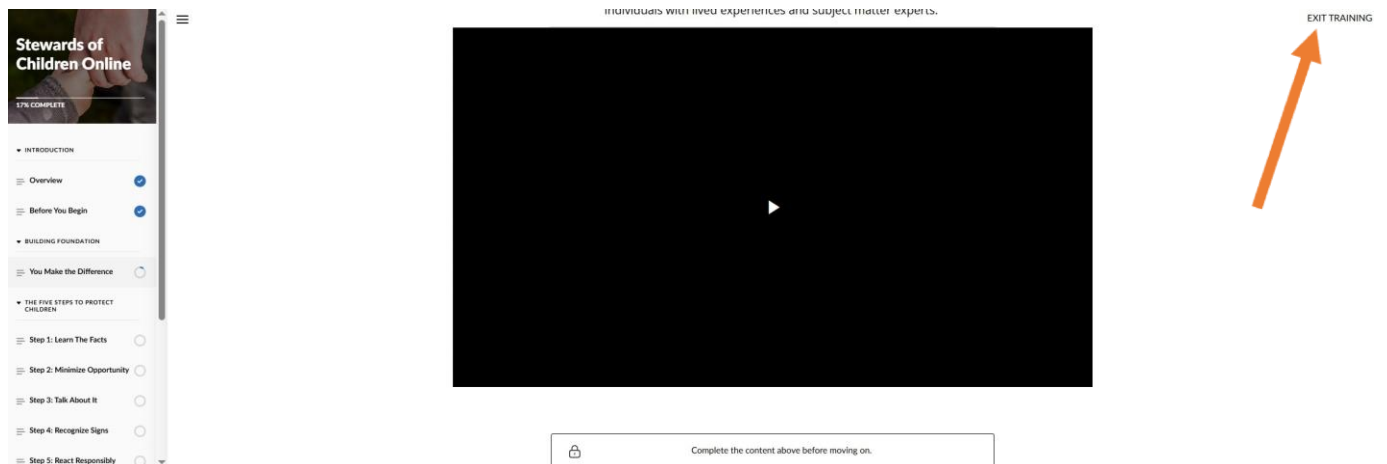 Stewards of
Children Online
17% COMPLETE
INTRODUCTION
Overview
Before You Begin
BUILDING FOUNDATION
You Make the Difference
THE FIVE STEPS TO PROTECT
CHILDREN
Step 1: Learn The Facts
Step 2: Minimize Opportunity
Step 3: Talk About It
Step 4: Recognize Signs
Step 5: React Responsibly
individuals with lived experiences and subject matter experts.
Complete the content above before moving on.
EXIT TRAINING